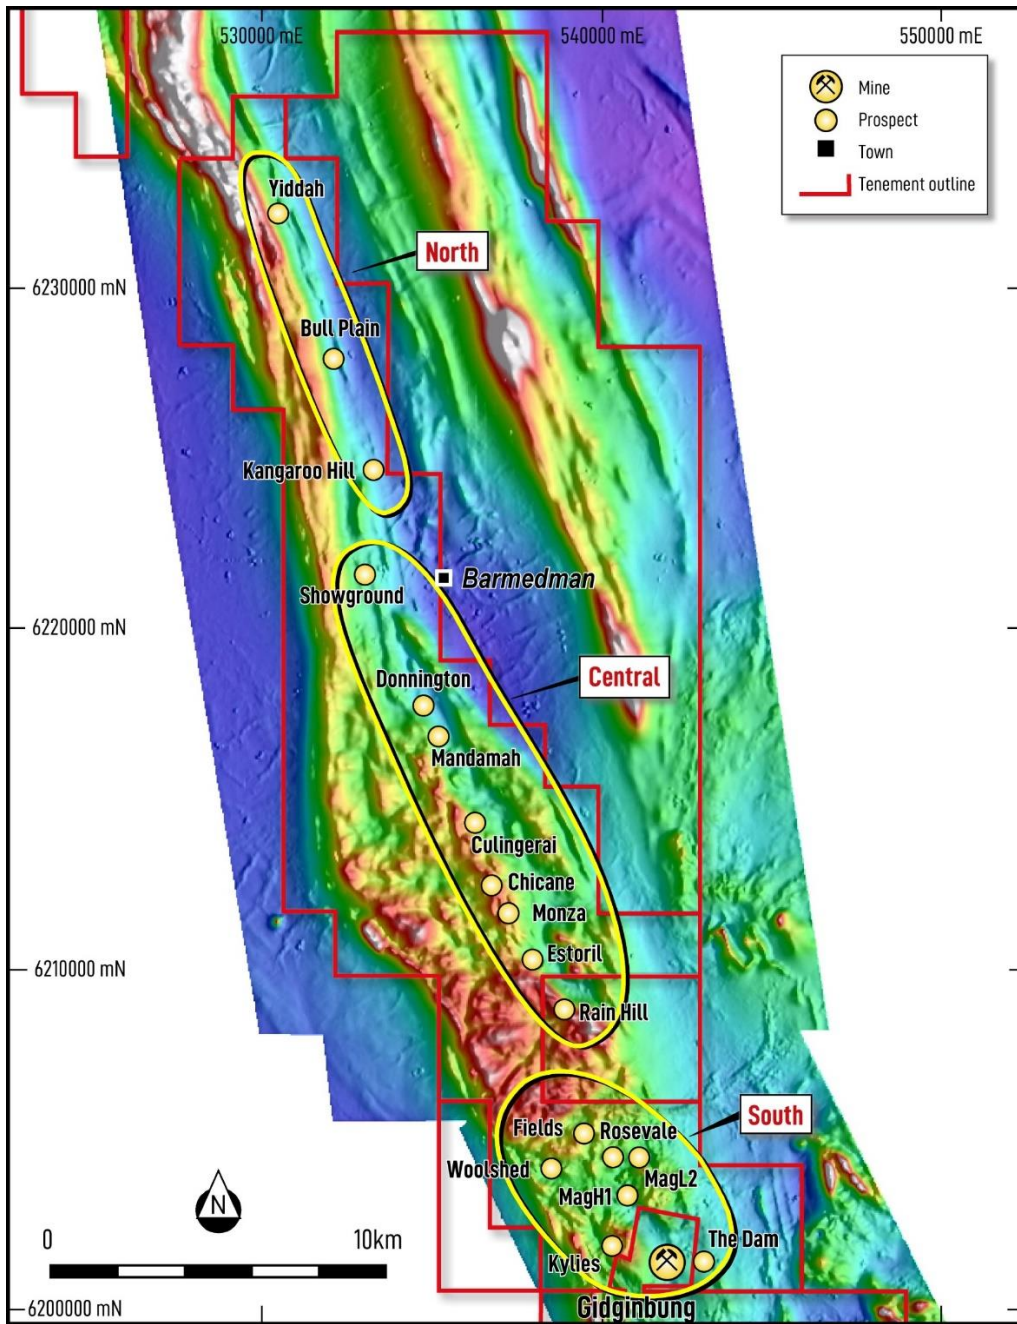 530000 mE
540000 mE
550000 mE
Mine
Prospect
Town
Tenement outline
Yiddah
North
6230000 mN
Bull Plain
Kangaroo Hill
Showground
Barmedman
6220000 mN
Donnington
Central
Mandamah
Culingerai
Chicane
Monza
Estoril
6210000 mN
Rain Hill
South
Fields
Rosevale
Woolshed
MagL2
MagH1
N
0
10km
The Dam
Kylies
Gidginbung
6200000 mN